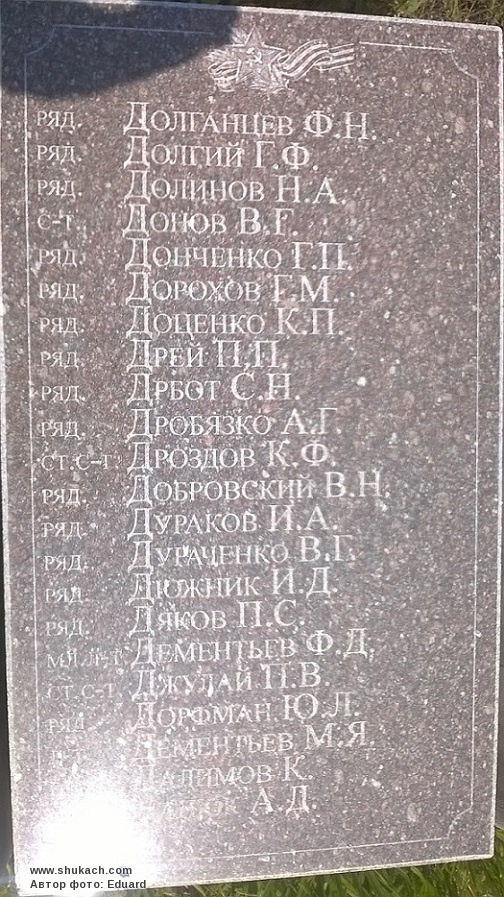 РЯД. ДОЛГАНЦЕВ Ф.Н.
РЯД. ДОЛГИЙ Г.Ф.
РЯД. ДОЛИНОВ Н.А.
С-Т. ДОНОВ В.Г.
РЯД. ДОНЧЕНКО Г.П.
РЯД. ДОРОХОВ Г.М.
РЯД. ДОЦЕНКО К.П.
РЯД. ДРЕЙ П.П.
РЯД. ДРБОТ С.Н.
РЯД. ДРОБЯЗКО А.Г.
СТ.С-Т ДРОЗДОВ К.Ф.
РЯД. ДОБРОВСКИЙ В.Н.
РЯД. ДУРАКОВ И.А.
РЯД. ДУРАЧЕНКО В.Г.
РЯД. ДЮЖНИК И.Д.
РЯД. ДЯКОВ П.С.
МЛ.Л-Т ДЕМЕНТЬЕВ Ф.Д.
СТ.С-Т ДЖУЛАЙ П.В.
РЯД. ДОРФМАН Ю.Л.
ДЕМЕНТЬЕВ М.Я.
К.
А.Д.
www.shukach.com
Автор фото: Eduard